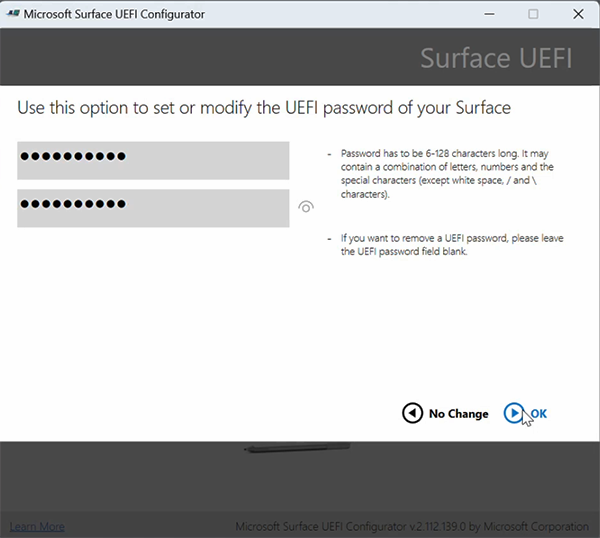 Microsoft Surface UEFI Configurator
Surface UEFI
Use this option to set or modify the UEFI password of your Surface
●●●●●●●●●●
●●●●●●●●●●
- Password has to be 6-128 characters long. It may
contain a combination of letters, numbers and the
special characters (except white space, / and \
characters).
- If you want to remove a UEFI password, please leave
the UEFI password field blank.
No Change
OK
Learn More
Microsoft Surface UEFI Configurator v.2.112.139.0 by Microsoft Corporation